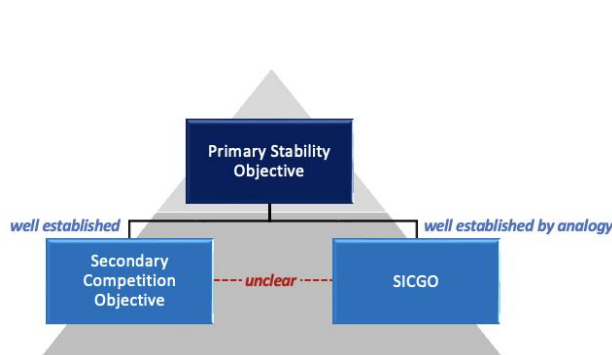 Primary Stability
Objective
well established
well established by analogy
Secondary
Competition
Objective
unclear
SICGO